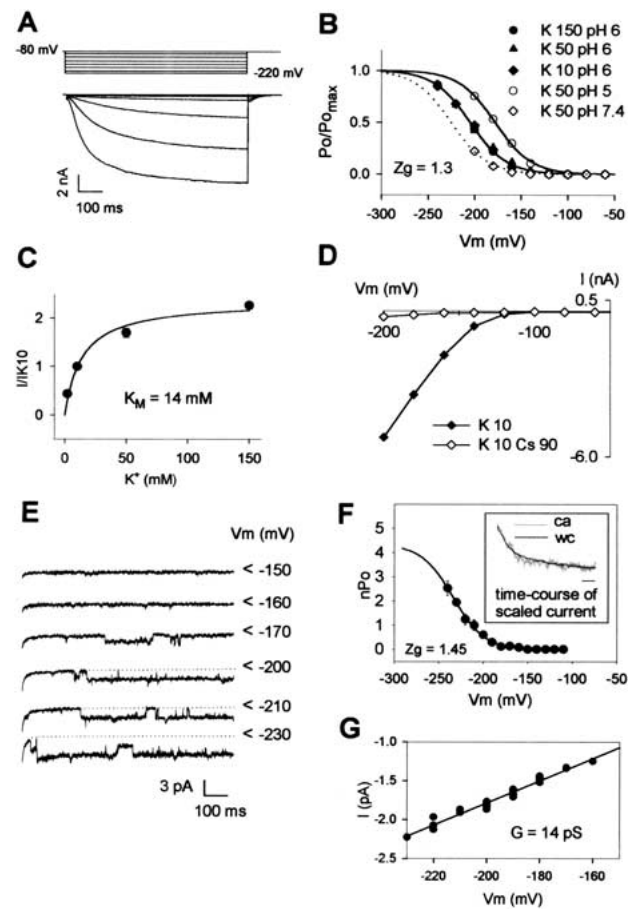 A
-80 mV
-220 mV
2 nA
100 ms
B
K 150 pH 6
K 50 pH 6
K 10 pH 6
K 50 pH 5
K 50 pH 7.4
Po/Po max
1.0
0.5
0.0
Zg = 1.3
-300 -250 -200 -150 -100 -50
Vm (mV)
C
I/IK10
2
1
0
K M = 14 mM
0 50 100 150
K+ (mM)
D
Vm (mV)
I (nA)
0.5
-200
-100
K 10
K 10 Cs 90
-6.0
E
Vm (mV)
< -150
< -160
< -170
< -200
< -210
< -230
3 pA
100 ms
F
nPo
5
4
3
2
1
0
ca
wc
time-course of
scaled current
Zg = 1.45
-300 -250 -200 -150 -100 -50
Vm (mV)
G
I (pA)
-1.0
-1.5
-2.0
-2.5
G = 14 pS
-220 -200 -180 -160
Vm (mV)